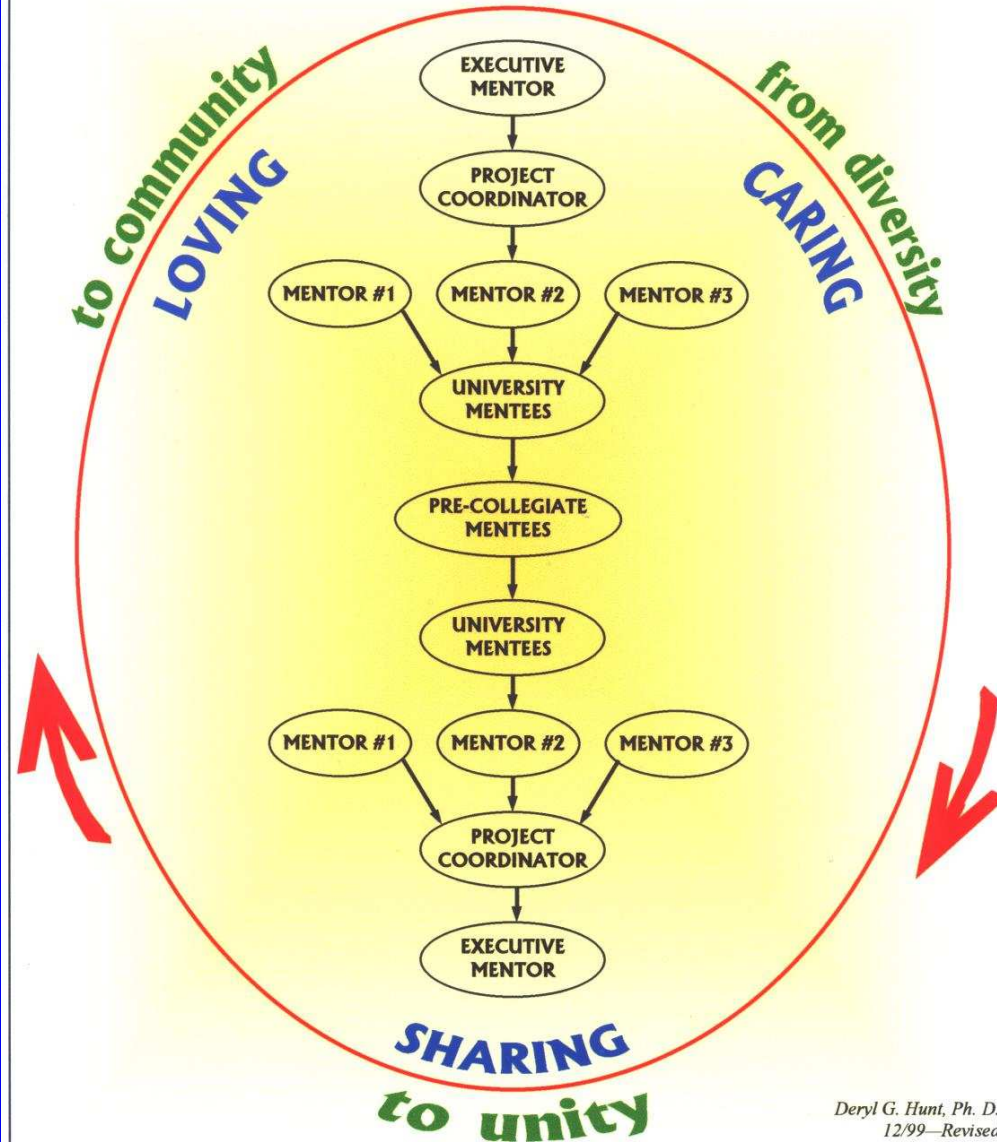 to community
from diversity
LOVING
CARING
EXECUTIVE
MENTOR
PROJECT
COORDINATOR
MENTOR #1
MENTOR #2
MENTOR #3
UNIVERSITY
MENTEES
PRE-COLLEGIATE
MENTEES
UNIVERSITY
MENTEES
MENTOR #1
MENTOR #2
MENTOR #3
PROJECT
COORDINATOR
EXECUTIVE
MENTOR
SHARING
to unity
Deryl G. Hunt, Ph. D.
12/99—Revised